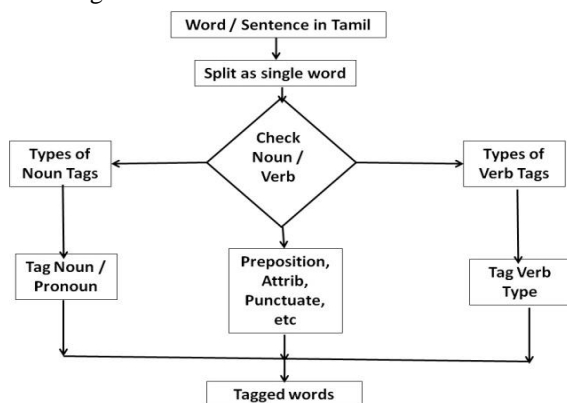 Word / Sentence in Tamil
Split as single word
Check
Noun /
Verb
Types of
Noun Tags
Types of
Verb Tags
Tag Noun /
Pronoun
Preposition,
Attrib,
Punctuate,
etc
Tag Verb
Type
Tagged words